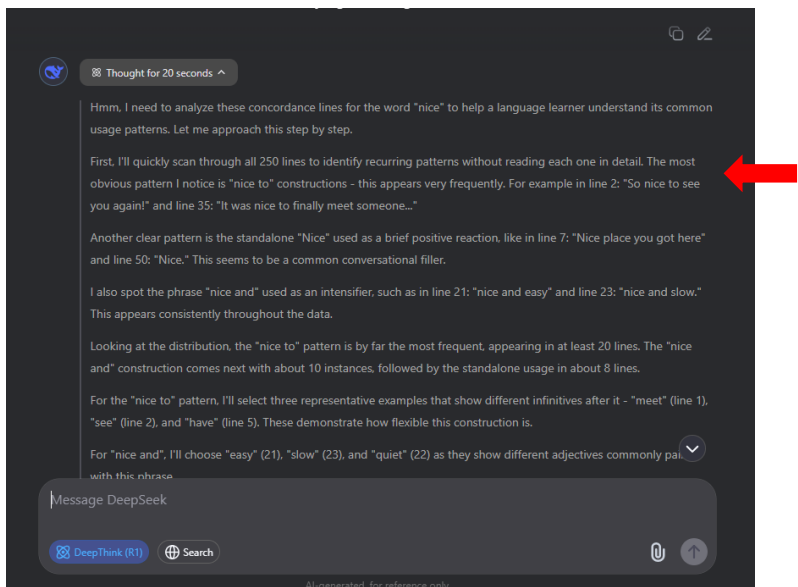 Thought for 20 seconds
Hmm, I need to analyze these concordance lines for the word "nice" to help a language learner understand its common
usage patterns. Let me approach this step by step.
First, I'll quickly scan through all 250 lines to identify recurring patterns without reading each one in detail. The most
obvious pattern I notice is "nice to" constructions - this appears very frequently. For example in line 2: "So nice to see
you again!" and line 35: "It was nice to finally meet someone..."
Another clear pattern is the standalone "Nice" used as a brief positive reaction, like in line 7: "Nice place you got here"
and line 50: "Nice." This seems to be a common conversational filler.
I also spot the phrase "nice and" used as an intensifier, such as in line 21: "nice and easy" and line 23: "nice and slow."
This appears consistently throughout the data.
Looking at the distribution, the "nice to" pattern is by far the most frequent, appearing in at least 20 lines. The "nice
and" construction comes next with about 10 instances, followed by the standalone usage in about 8 lines.
For the "nice to" pattern, I'll select three representative examples that show different infinitives after it - "meet" (line 1),
"see" (line 2), and "have" (line 5). These demonstrate how flexible this construction is.
For "nice and", I'll choose "easy" (21), "slow" (23), and "quiet" (22) as they show different adjectives commonly
with this phrase
Message DeepSeek
DeepThink (R1) Search
AI-generated, for reference only